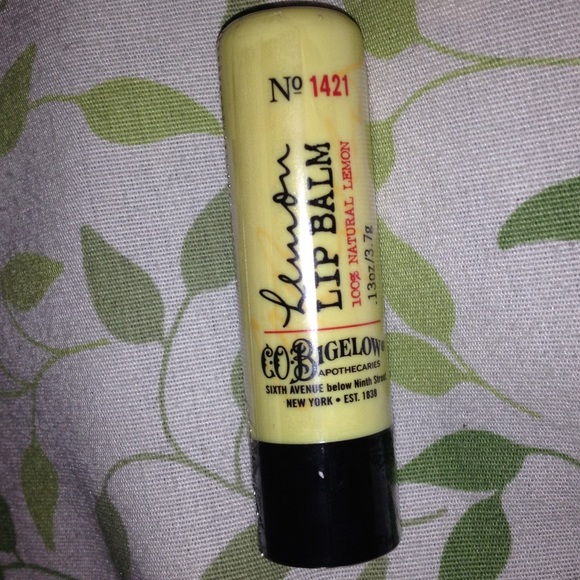 Nº 1421
Lemon
LIP BALM
100% NATURAL LEMON
.13oz/3.7g
C.O. BIGELOW®
APOTHECARIES
SIXTH AVENUE below Ninth Street
NEW YORK • EST. 1838